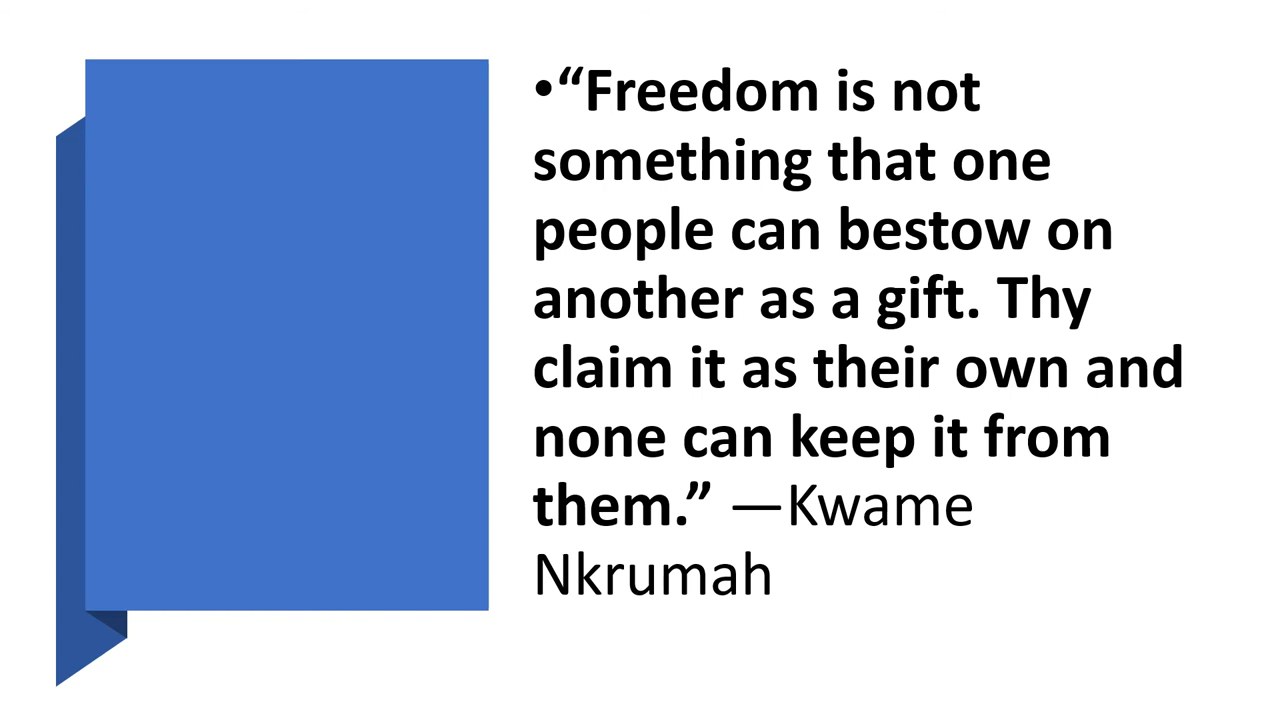 •“Freedom is not
something that one
people can bestow on
another as a gift. Thy
claim it as their own and
none can keep it from
them.” —Kwame
Nkrumah